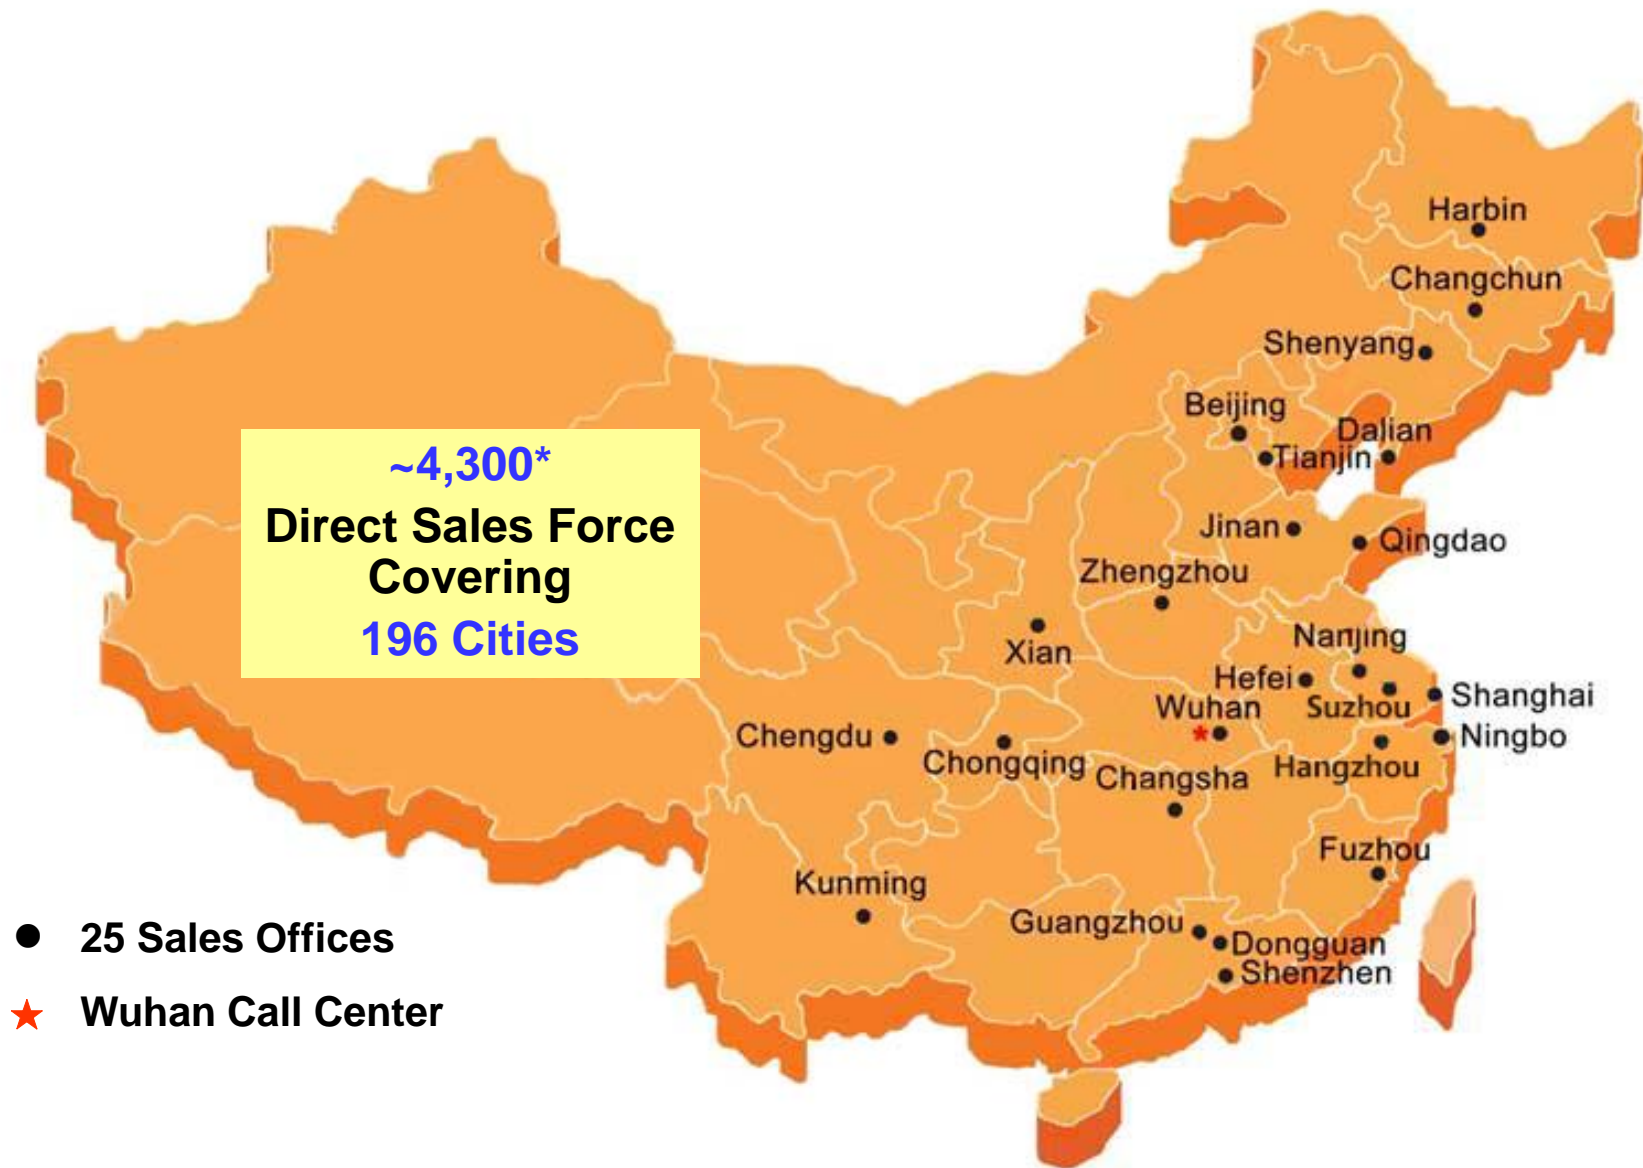 Harbin
Changchun
Shenyang
Beijing
Dalian
Tianjin
Jinan
Qingdao
Zhengzhou
Xian
Nanjing
Hefei
Suzhou
Shanghai
Wuhan
*
Ningbo
Chengdu
Chongqing
Hangzhou
Changsha
Fuzhou
Kunming
Guangzhou
Dongguan
Shenzhen
~4,300*
Direct Sales Force
Covering
196 Cities
25 Sales Offices
Wuhan Call Center